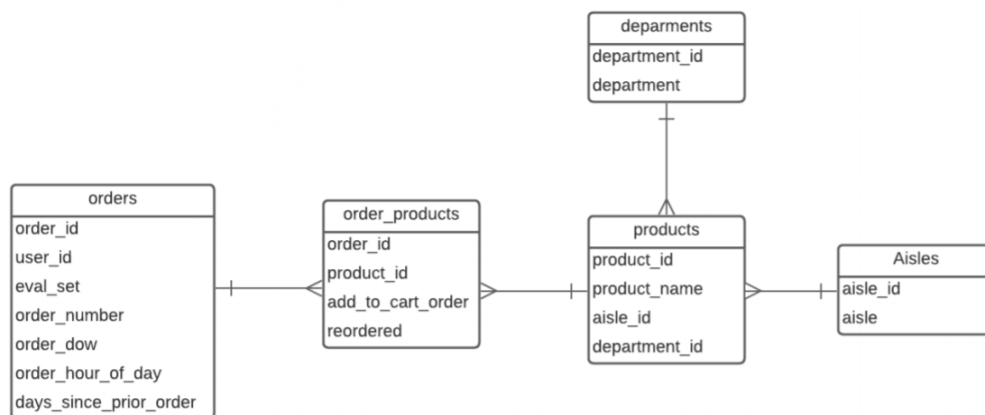 deparments
department_id
department
orders
order_id
user_id
eval_set
order_number
order_dow
order_hour_of_day
days_since_prior_order
order_products
order_id
product_id
add_to_cart_order
reordered
products
product_id
product_name
aisle_id
department_id
Aisles
aisle_id
aisle